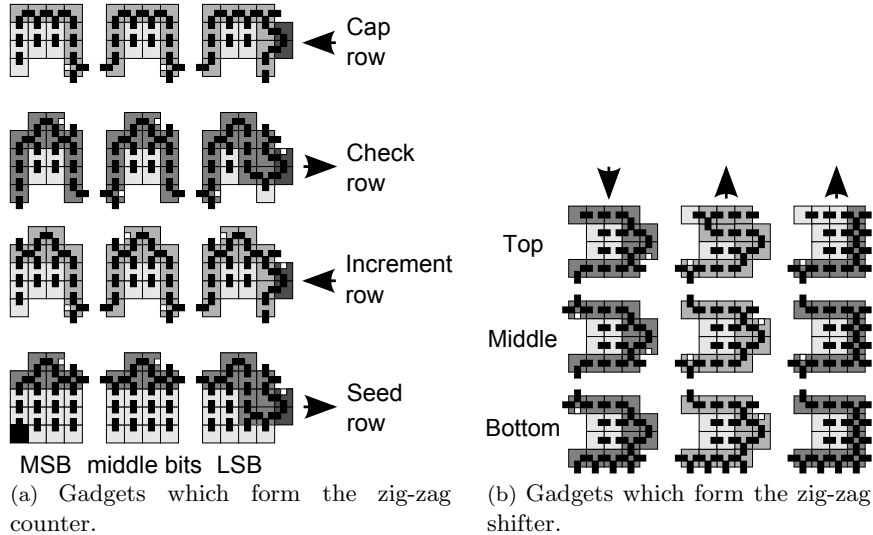 Cap
row
Check
row
Increment
row
Seed
row
MSB middle bits LSB
(a) Gadgets which form the zig-zag
counter.
Top
Middle
Bottom
(b) Gadgets which form the zig-zag
shifter.